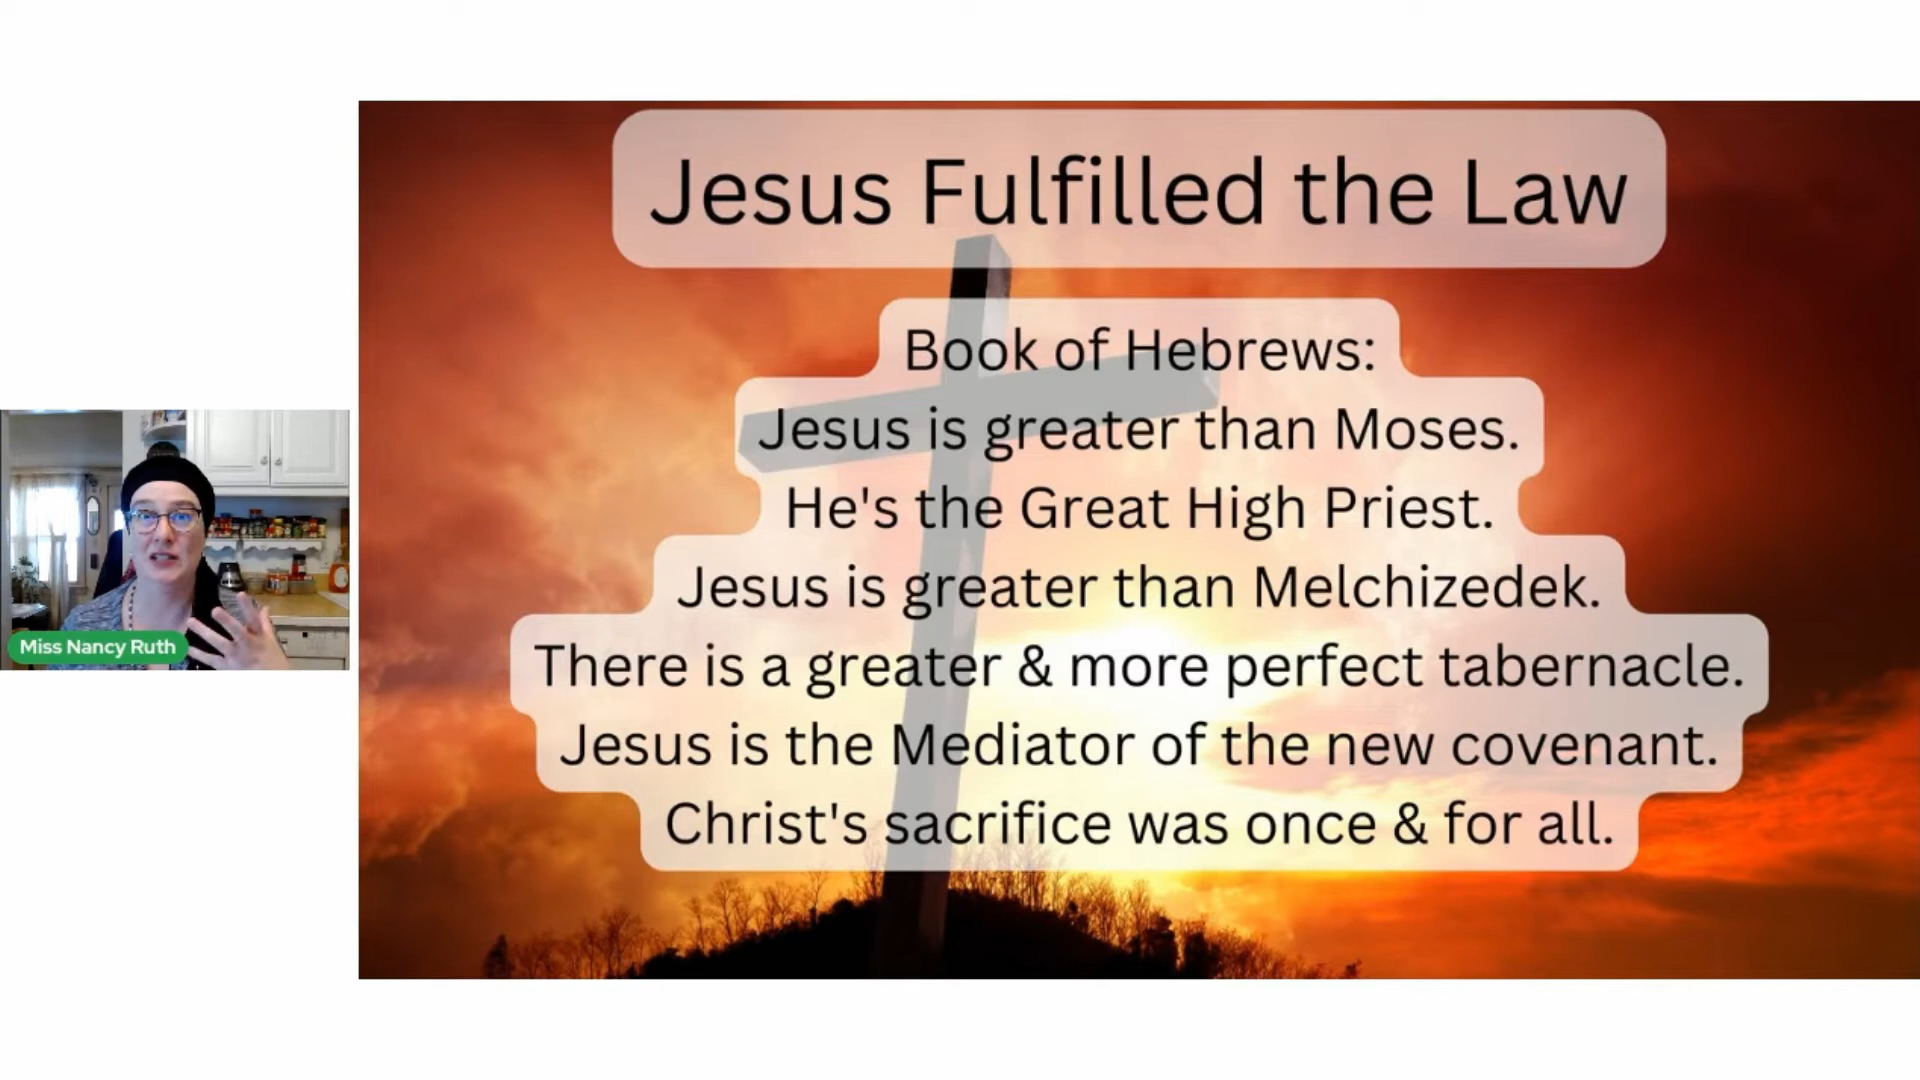 Jesus Fulfilled the Law
Book of Hebrews:
Jesus is greater than Moses.
He's the Great High Priest.
Jesus is greater than Melchizedek.
There is a greater & more perfect tabernacle.
Jesus is the Mediator of the new covenant.
Christ's sacrifice was once & for all.
Miss Nancy Ruth